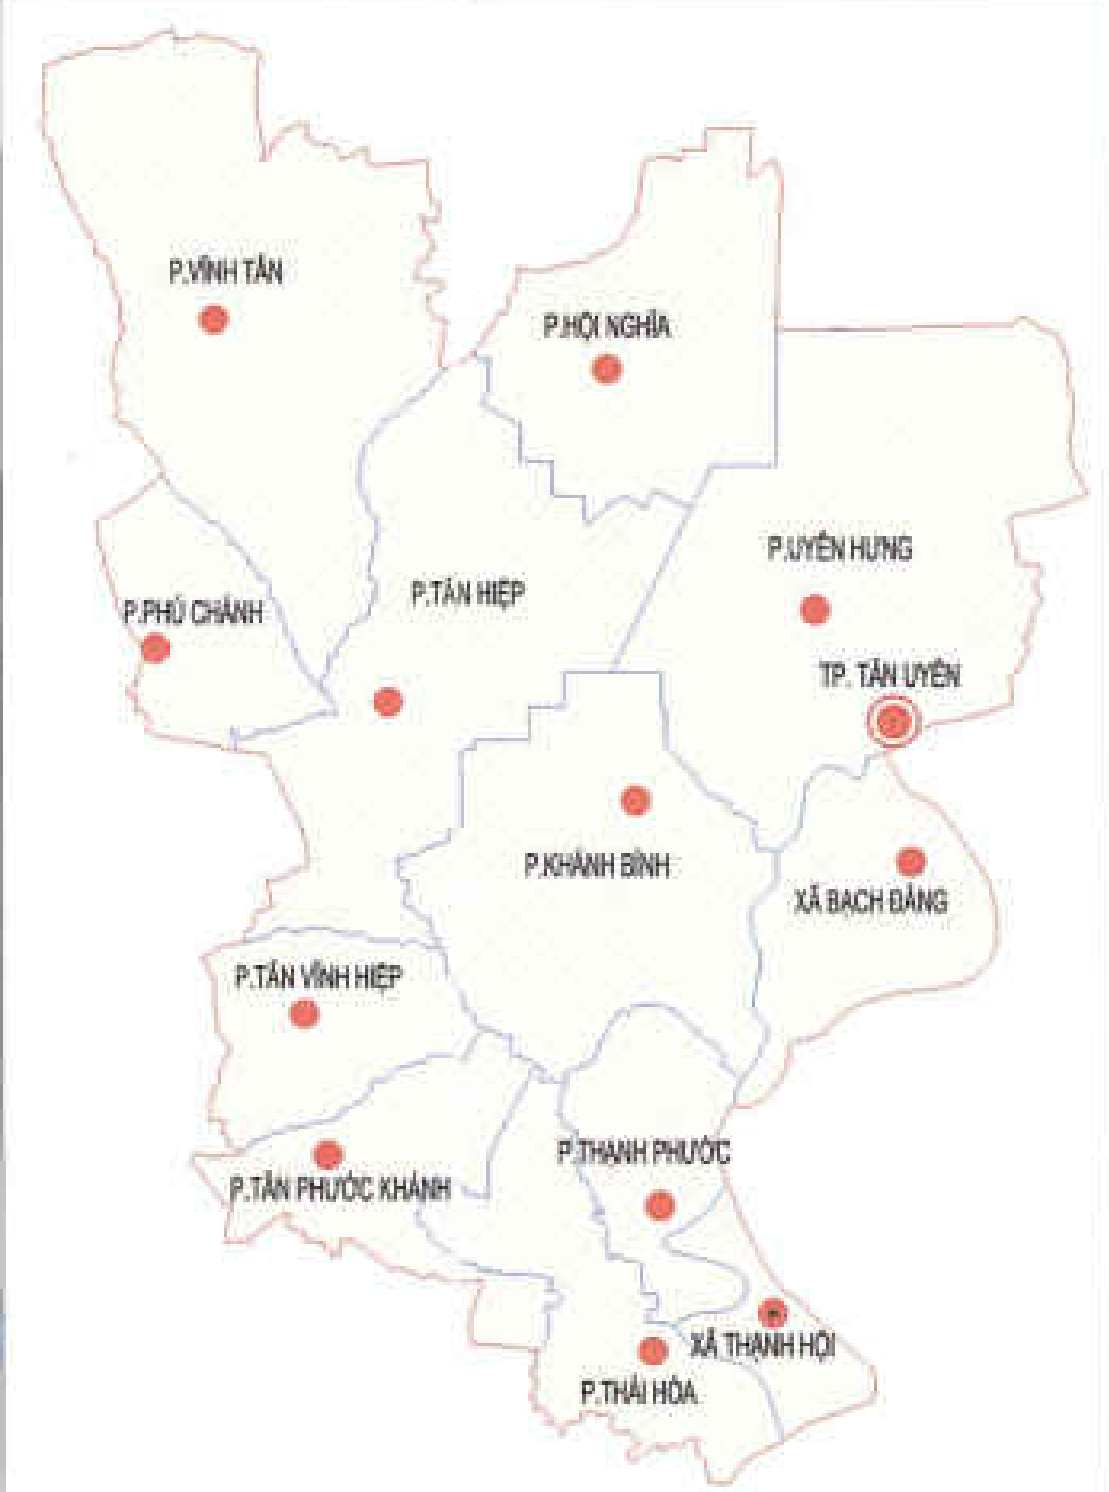 P.VĨNH TÂN
P.HỘI NGHĨA
P.UYÊN HƯNG
P.TÂN HIỆP
P.PHÚ CHÁNH
TP. TÂN UYÊN
P.KHÁNH BÌNH
XÃ BẠCH ĐẰNG
P.TÂN VĨNH HIỆP
P.THẠNH PHƯỚC
P.TÂN PHƯỚC KHÁNH
XÃ THẠNH HỘI
P.THÁI HÒA